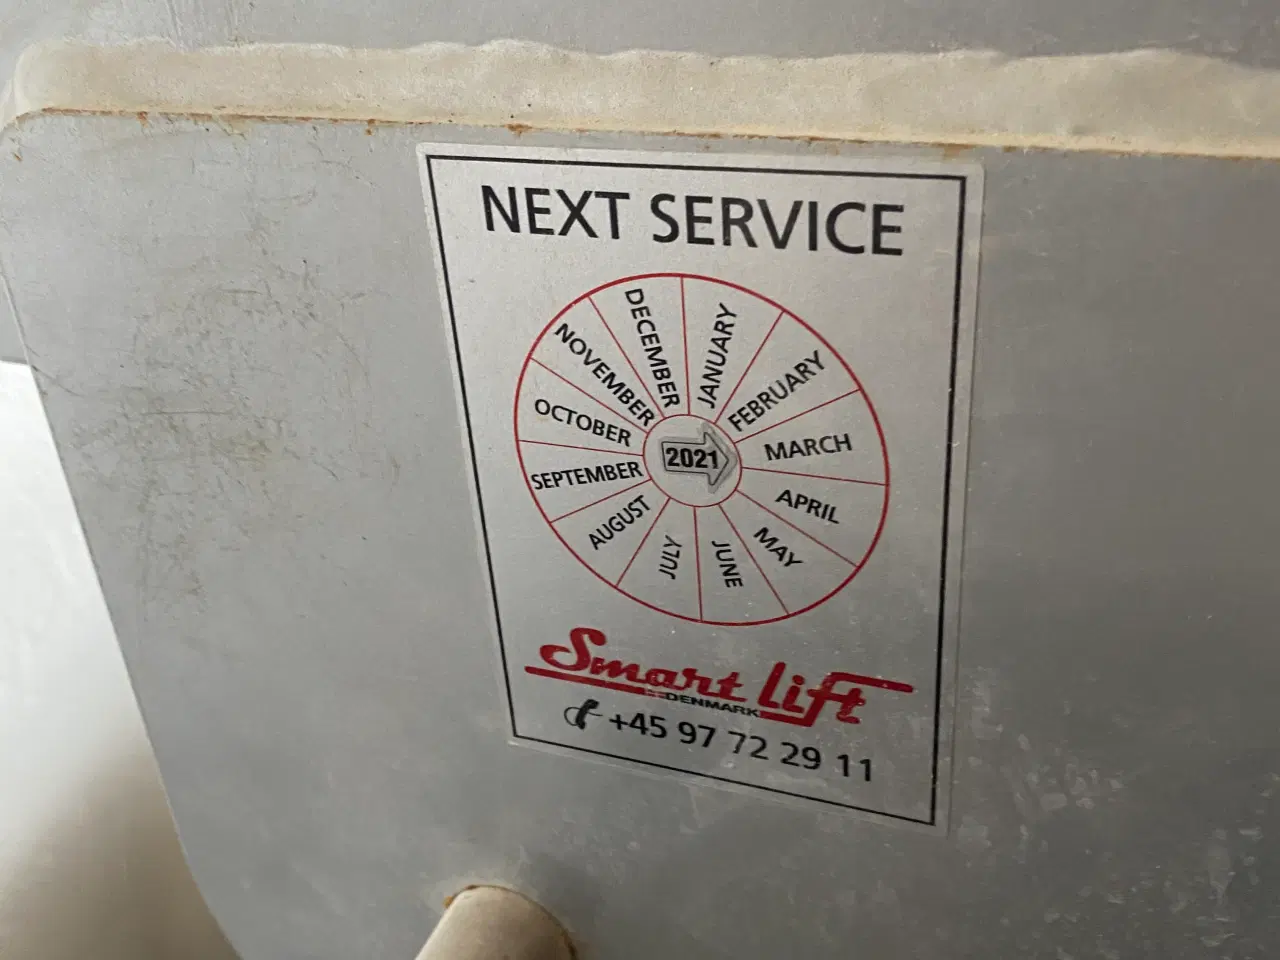 NEXT SERVICE
JANUARY
FEBRUARY
MARCH
APRIL
MAY
JUNE
JULY
AUGUST
SEPTEMBER
OCTOBER
NOVEMBER
DECEMBER
2021
Smart Lift
DENMARK
+45 97 72 29 11